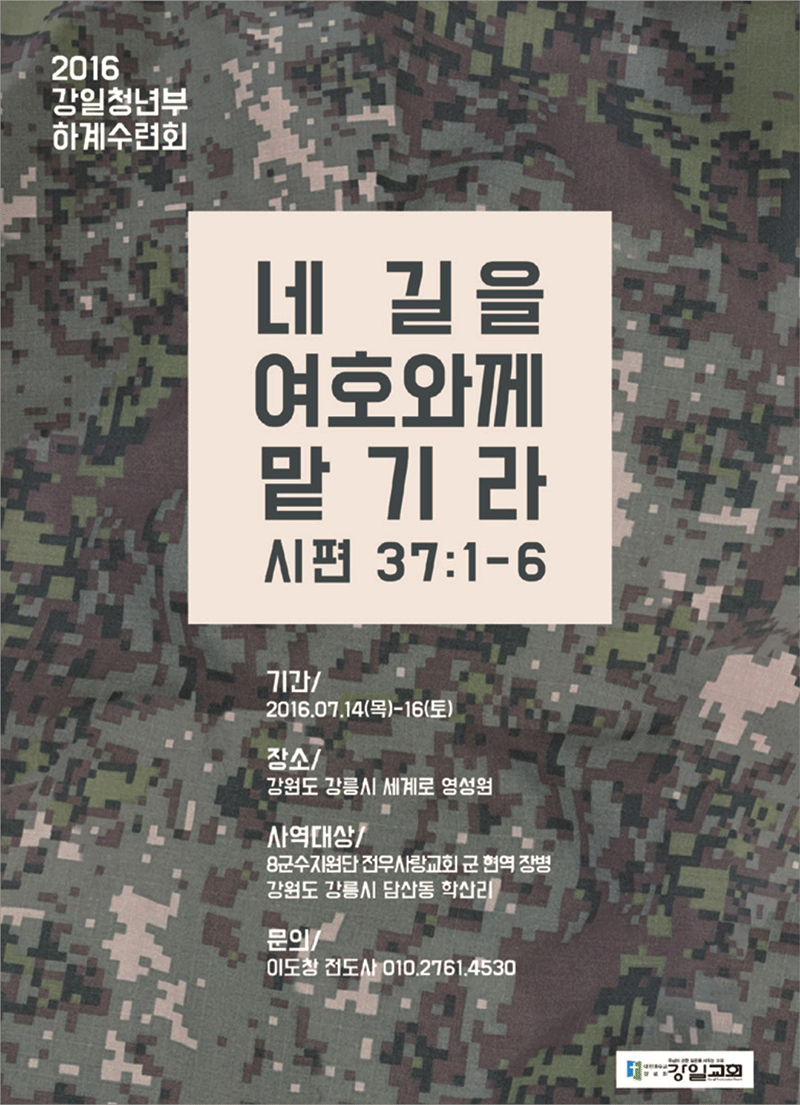 2016
강일청년부
하계수련회
네 길을
여호와께
맡기라
시편 37:1-6
기간/
2016.07.14(목)-16(토)
장소/
강원도 강릉시 세계로 영성원
사역대상/
8군수지원단 전우사랑교회 군 현역 장병
강원도 강릉시 담산동 학산리
문의/
이도창 전도사 010.2761.4530
강일교회